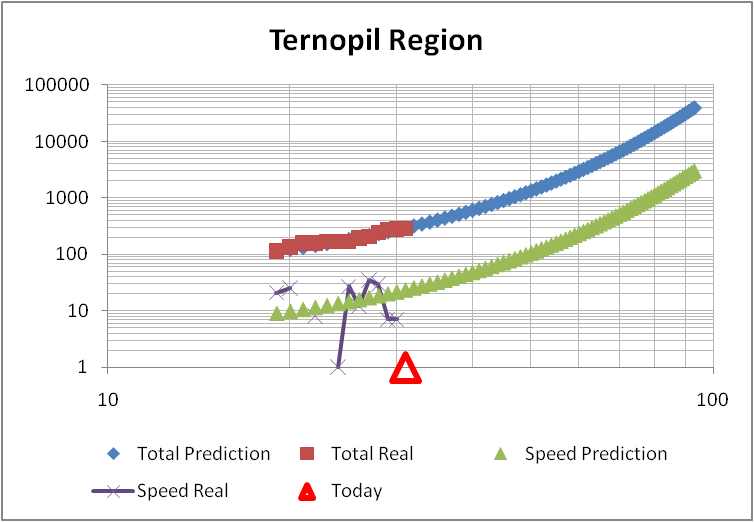 Ternopil Region
100000
10000
1000
100
10
1
10 100
Total Prediction Total Real Speed Prediction
Speed Real Today